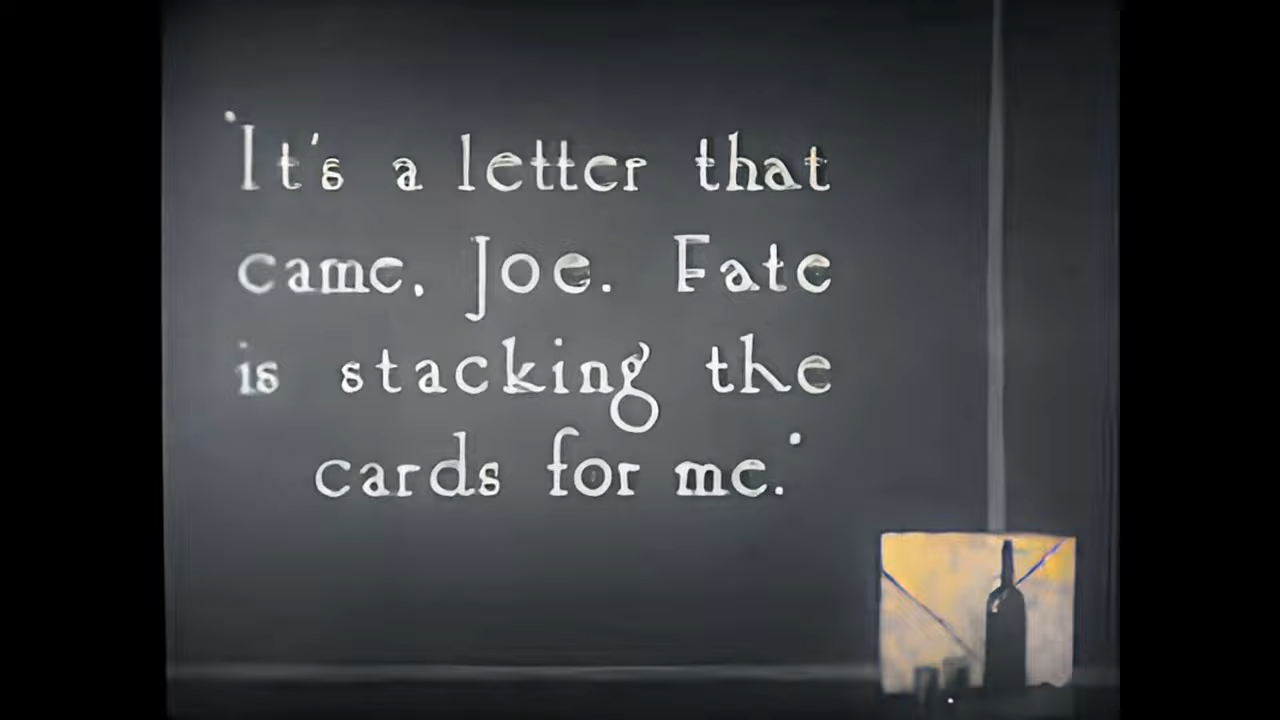 "It's a letter that
came, Joe. Fate
is stacking the
cards for me."